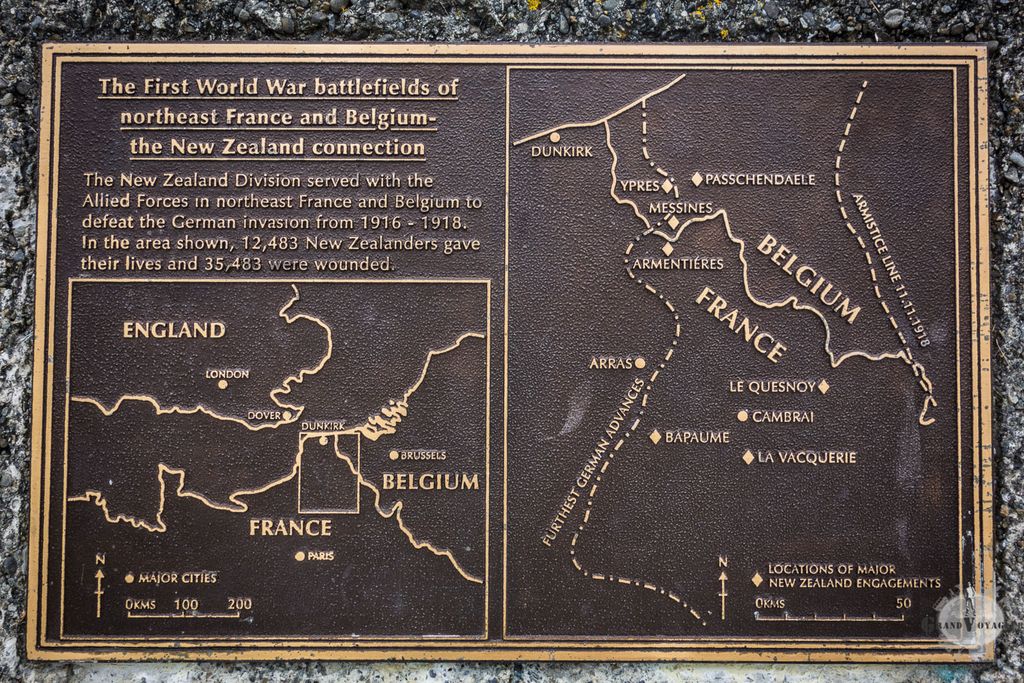 The First World War battlefields of
northeast France and Belgium-
the New Zealand connection
The New Zealand Division served with the
Allied Forces in northeast France and Belgium to
defeat the German invasion from 1916 - 1918.
In the area shown, 12,483 New Zealanders gave
their lives and 35,483 were wounded.
ENGLAND
LONDON
DOVER
DUNKIRK
BRUSSELS
BELGIUM
FRANCE
PARIS
N
MAJOR CITIES
0KMS 100 200
DUNKIRK
YPRES
PASSCHENDAELE
MESSINES
ARMENTIÉRES
BELGIUM
FRANCE
ARMISTICE LINE 11.11.1918
ARRAS
LE QUESNOY
CAMBRAI
BAPAUME
LA VACQUERIE
FURTHEST GERMAN ADVANCES
N
LOCATIONS OF MAJOR
NEW ZEALAND ENGAGEMENTS
0KMS 50